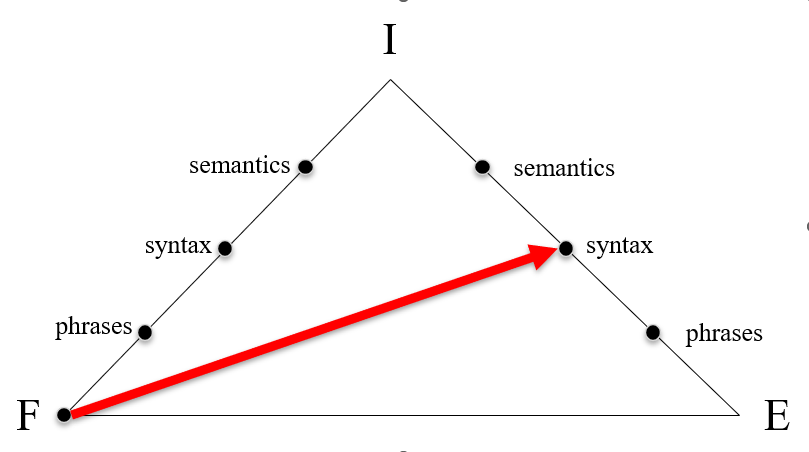 I
semantics
semantics
syntax
syntax
phrases
phrases
F
E